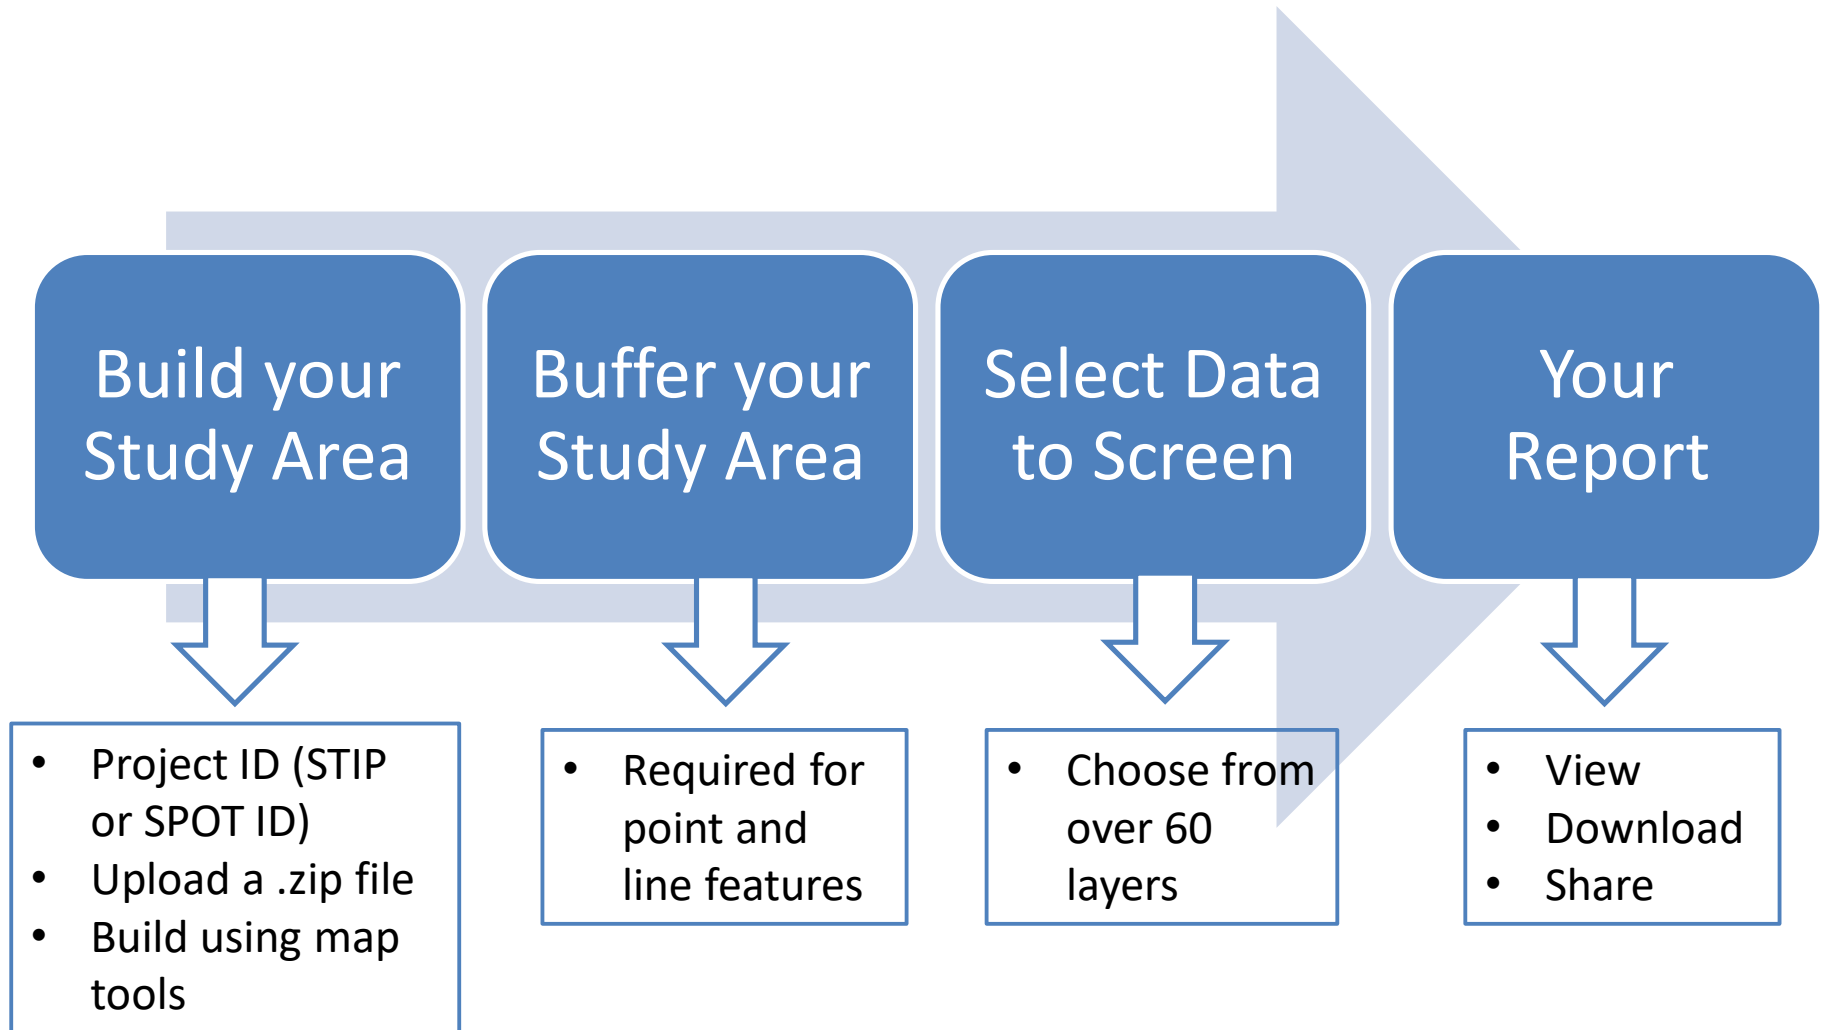 Build your
Study Area
Buffer your
Study Area
Select Data
to Screen
Your
Report
• Project ID (STIP
or SPOT ID)
• Upload a .zip file
• Build using map
tools
• Required for
point and
line features
• Choose from
over 60
layers
• View
• Download
• Share